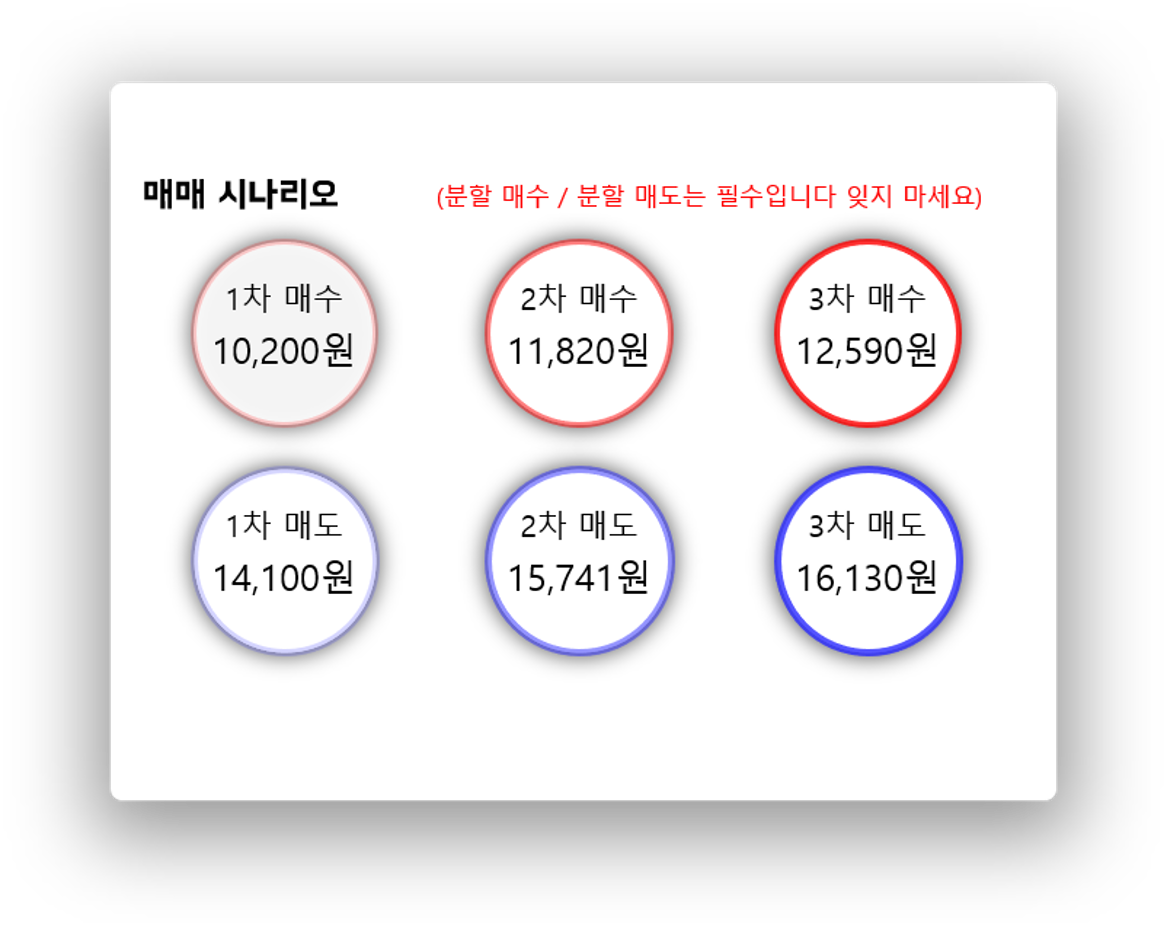 매매 시나리오 (분할 매수 / 분할 매도는 필수입니다 잊지 마세요)
1차 매수 2차 매수 3차 매수
10,200원 11,820원 12,590원
1차 매도 2차 매도 3차 매도
14,100원 15,741원 16,130원